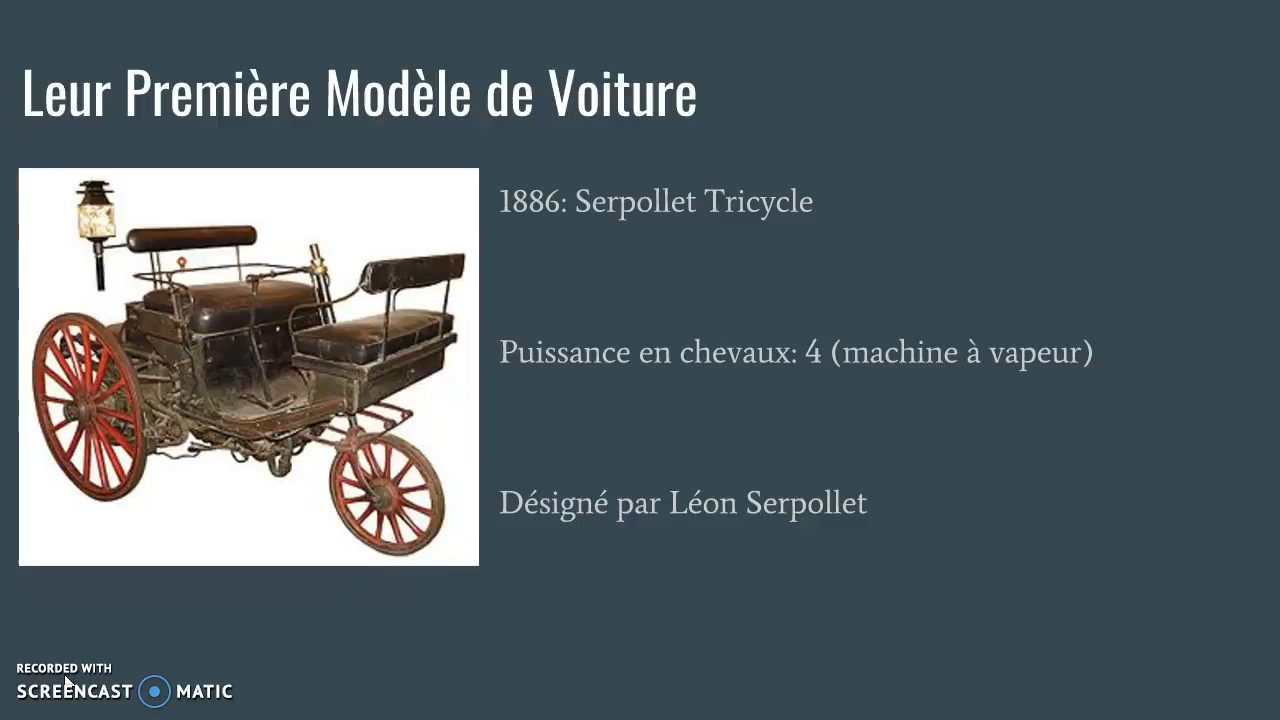 Leur Première Modèle de Voiture
1886: Serpollet Tricycle
Puissance en chevaux: 4 (machine à vapeur)
Désigné par Léon Serpollet
RECORDED WITH
SCREENCAST MATIC